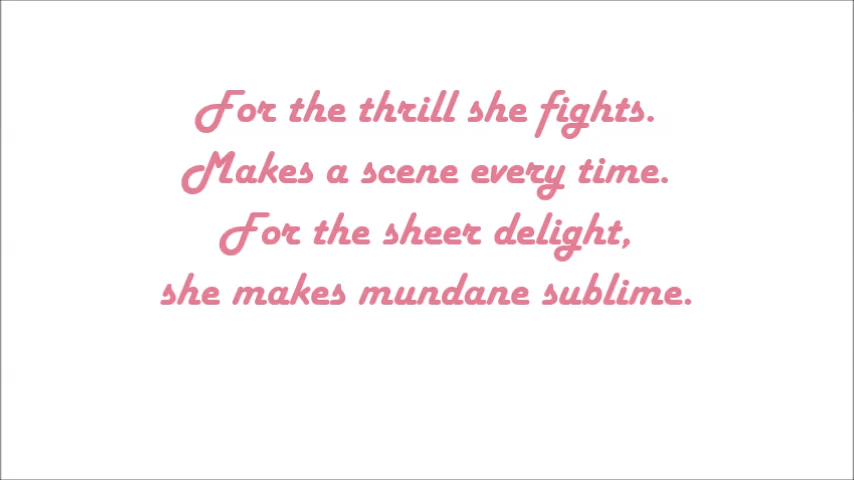 For the thrill she fights.
Makes a scene every time.
For the sheer delight,
she makes mundane sublime.